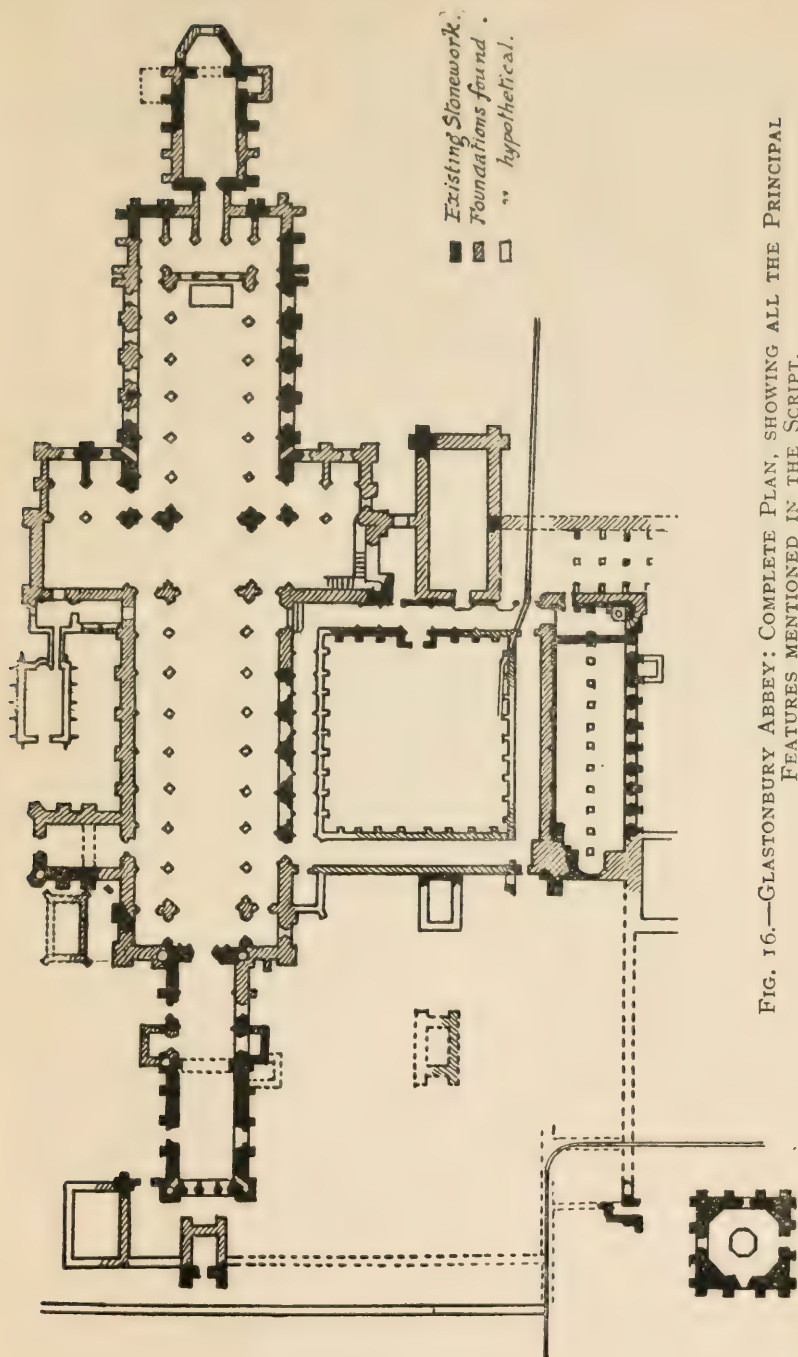 ■ Existing Stonework.
▨ Foundations found.
□ „ hypothetical.
FIG. 16.—GLASTONBURY ABBEY: COMPLETE PLAN, SHOWING ALL THE PRINCIPAL
FEATURES MENTIONED IN THE SCRIPT.